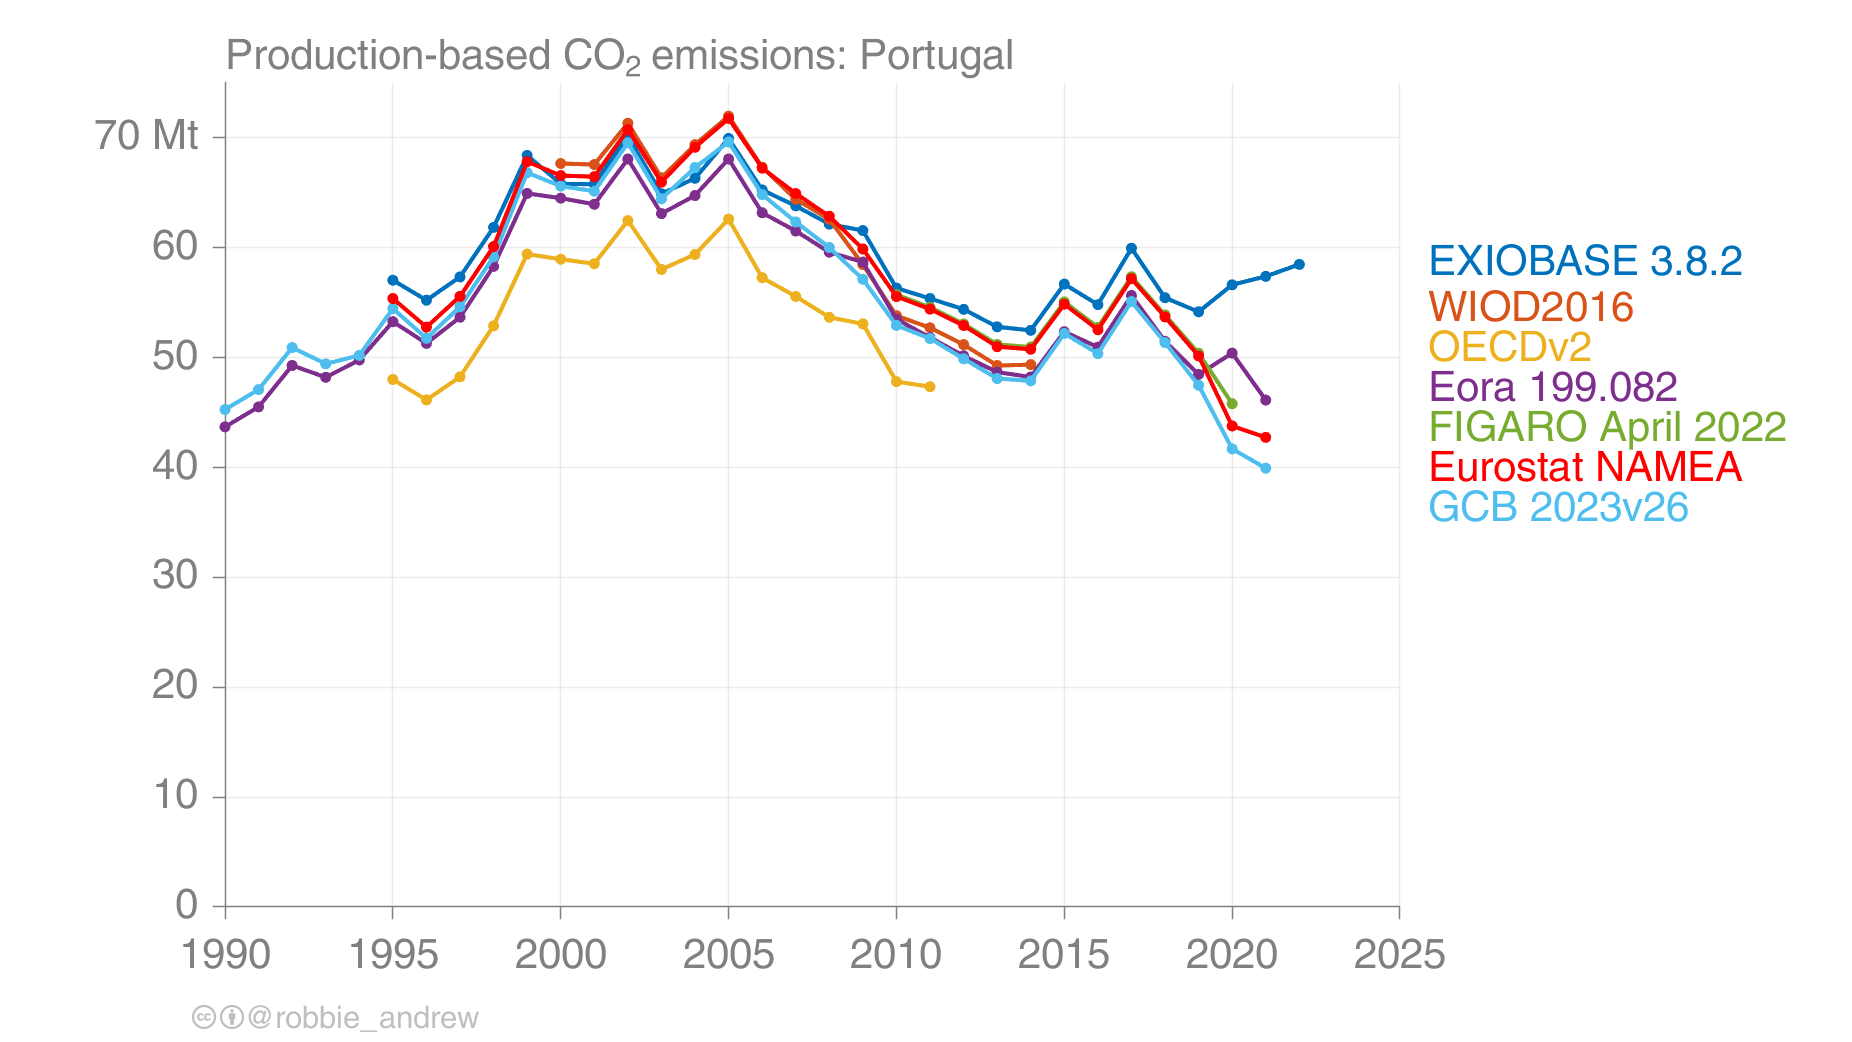 Production-based CO₂ emissions: Portugal
70 Mt
60
50
40
30
20
10
0
1990 1995 2000 2005 2010 2015 2020 2025
EXIOBASE 3.8.2
WIOD2016
OECDv2
Eora 199.082
FIGARO April 2022
Eurostat NAMEA
GCB 2023v26
cc @robbie_andrew